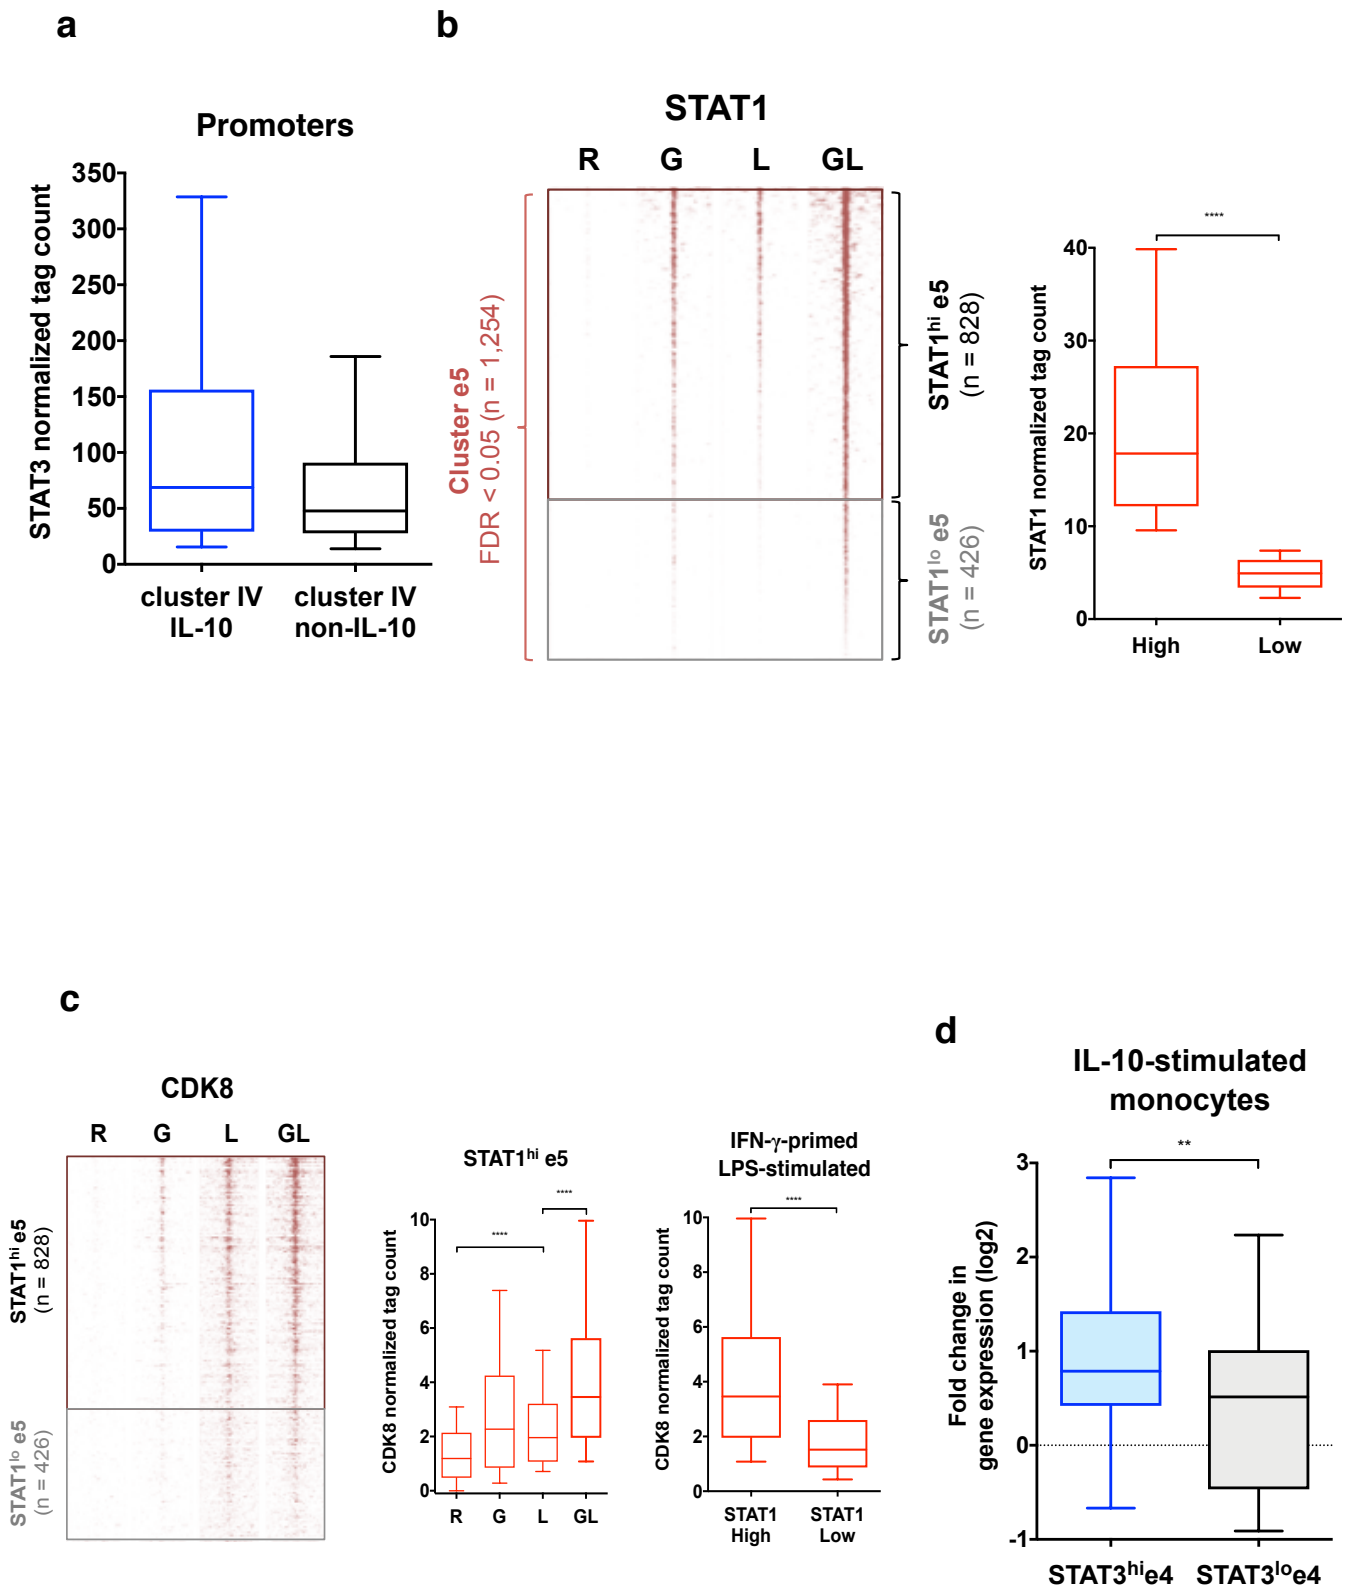 a
Promoters
STAT3 normalized tag count
350
300
250
200
150
100
50
0
cluster IV
IL-10
cluster IV
non-IL-10
b
STAT1
R G L GL
Cluster e5
FDR < 0.05 (n = 1,254)
STAT1hi e5
(n = 828)
STAT1lo e5
(n = 426)
STAT1 normalized tag count
40
30
20
10
0
****
High Low
c
CDK8
R G L GL
STAT1hi e5
(n = 828)
STAT1lo e5
(n = 426)
STAT1hi e5
CDK8 normalized tag count
10
8
6
4
2
0
****
****
R G L GL
IFN-γ-primed
LPS-stimulated
CDK8 normalized tag count
10
8
6
4
2
0
****
STAT1
High
STAT1
Low
d
IL-10-stimulated
monocytes
Fold change in
gene expression (log2)
3
2
1
0
-1
**
STAT3hie4 STAT3loe4